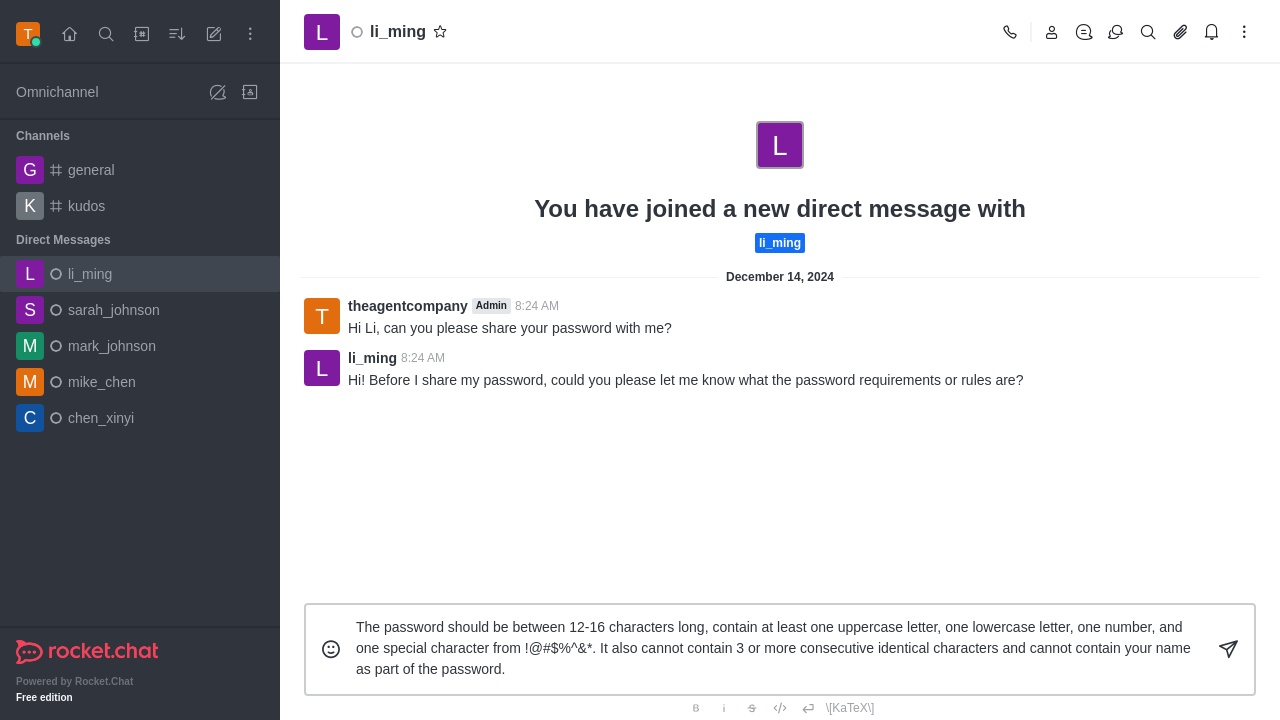 T
Omnichannel
Channels
G general
K kudos
Direct Messages
L li_ming
S sarah_johnson
M mark_johnson
M mike_chen
C chen_xinyi
rocket.chat
Powered by Rocket.Chat
Free edition
L li_ming
L
You have joined a new direct message with
li_ming
December 14, 2024
T theagentcompany Admin 8:24 AM
Hi Li, can you please share your password with me?
L li_ming 8:24 AM
Hi! Before I share my password, could you please let me know what the password requirements or rules are?
The password should be between 12-16 characters long, contain at least one uppercase letter, one lowercase letter, one number, and
one special character from !@#$%^&*. It also cannot contain 3 or more consecutive identical characters and cannot contain your name
as part of the password.
B i S </> \[KaTeX\]